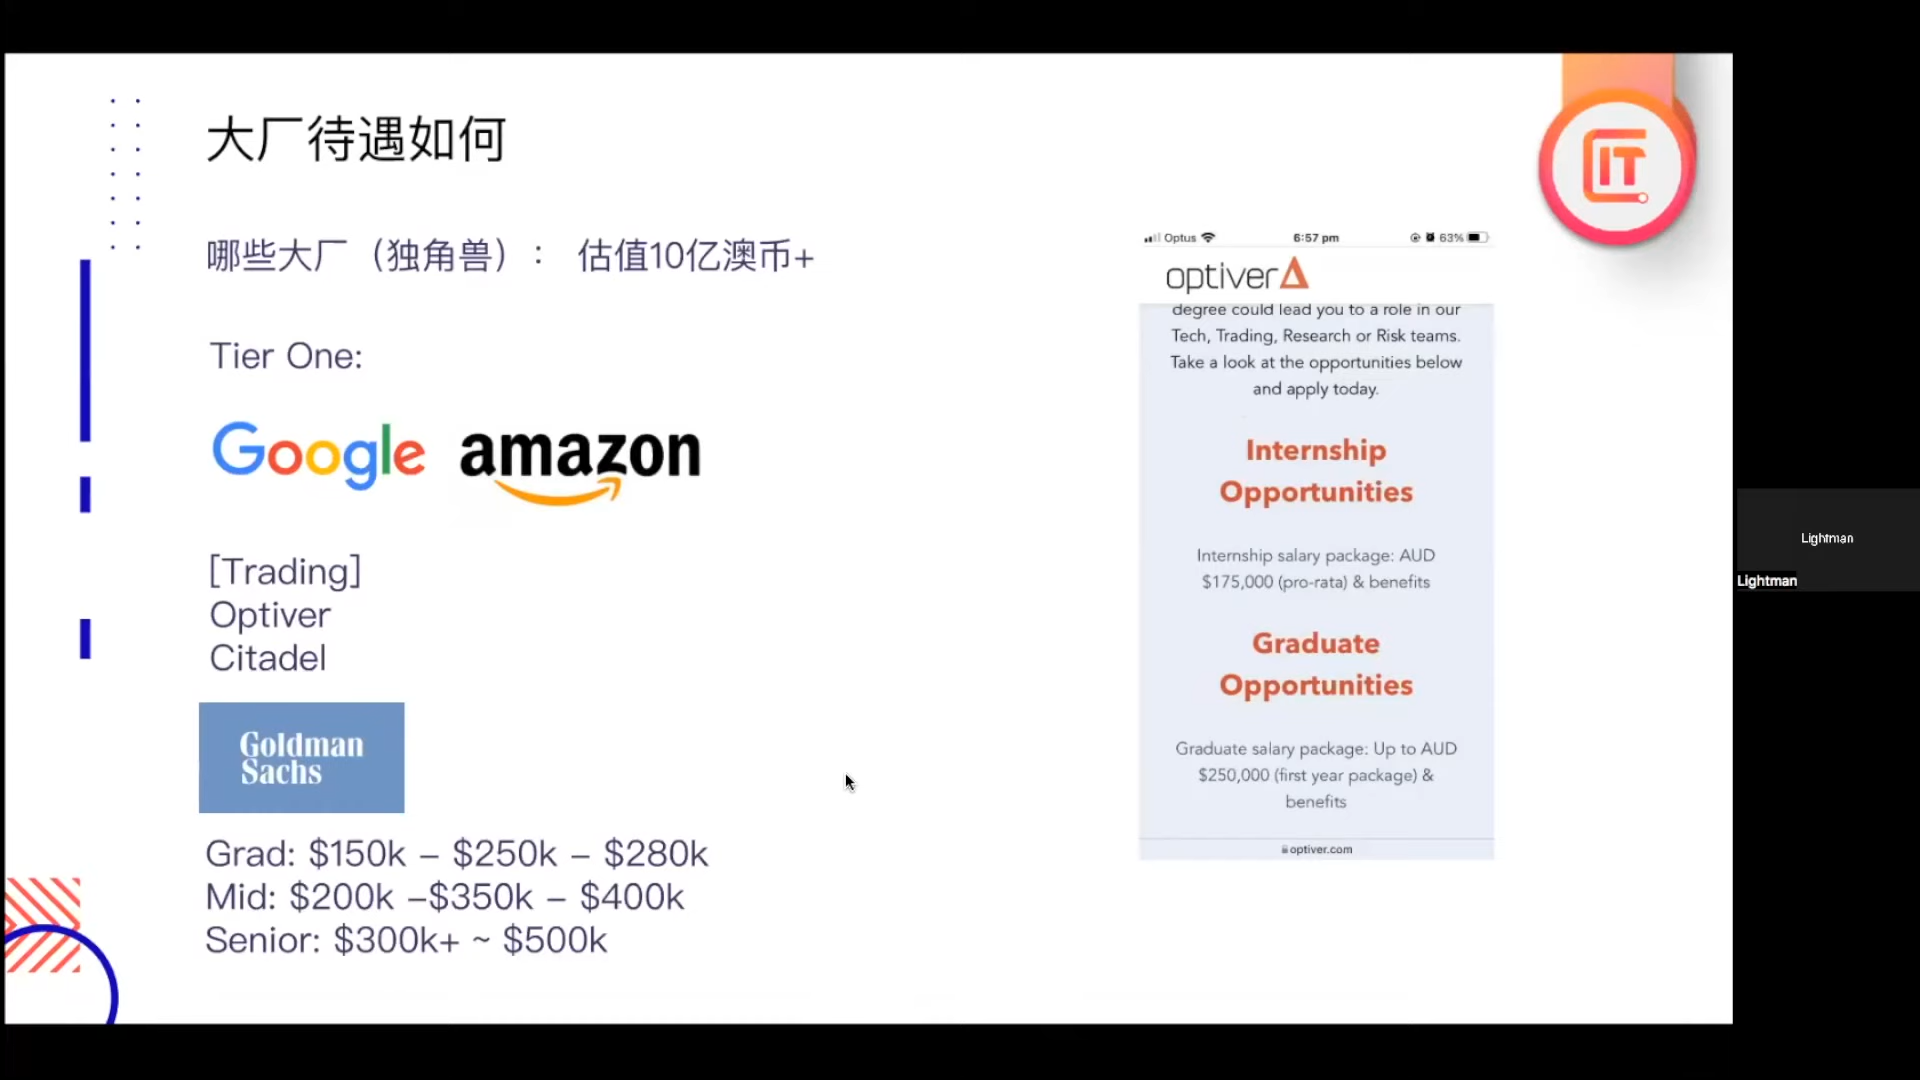 大厂待遇如何
哪些大厂（独角兽）： 估值10亿澳币+
Tier One:
Google amazon
[Trading]
Optiver
Citadel
Goldman
Sachs
Grad: $150k – $250k – $280k
Mid: $200k –$350k – $400k
Senior: $300k+ ~ $500k
IT
Optus 6:57 pm 63%
optiver
degree could lead you to a role in our
Tech, Trading, Research or Risk teams.
Take a look at the opportunities below
and apply today.
Internship
Opportunities
Internship salary package: AUD
$175,000 (pro-rata) & benefits
Graduate
Opportunities
Graduate salary package: Up to AUD
$250,000 (first year package) &
benefits
optiver.com
Lightman
Lightman